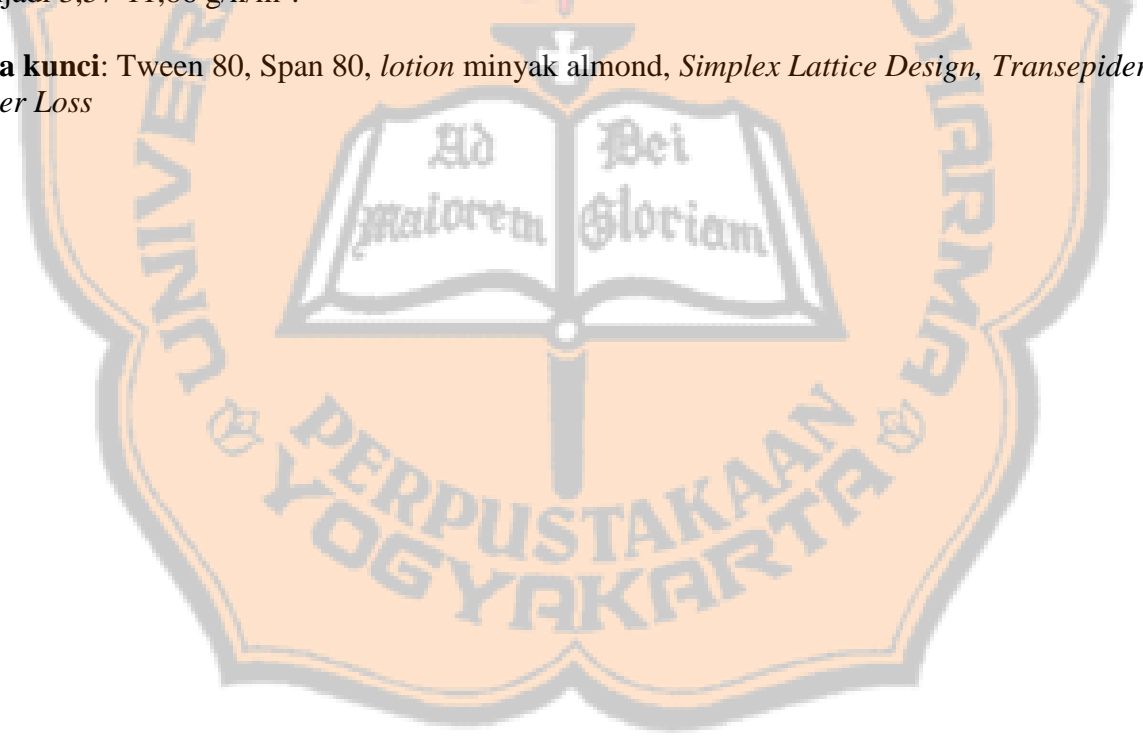 a kunci: Tween 80, Span 80, lotion minyak almond, Simplex Lattice Design, Transepider
er Loss
UNIVER
Ad Dei
maiorem Gloriam
PERPUSTAKAAN
YOGYAKARTA